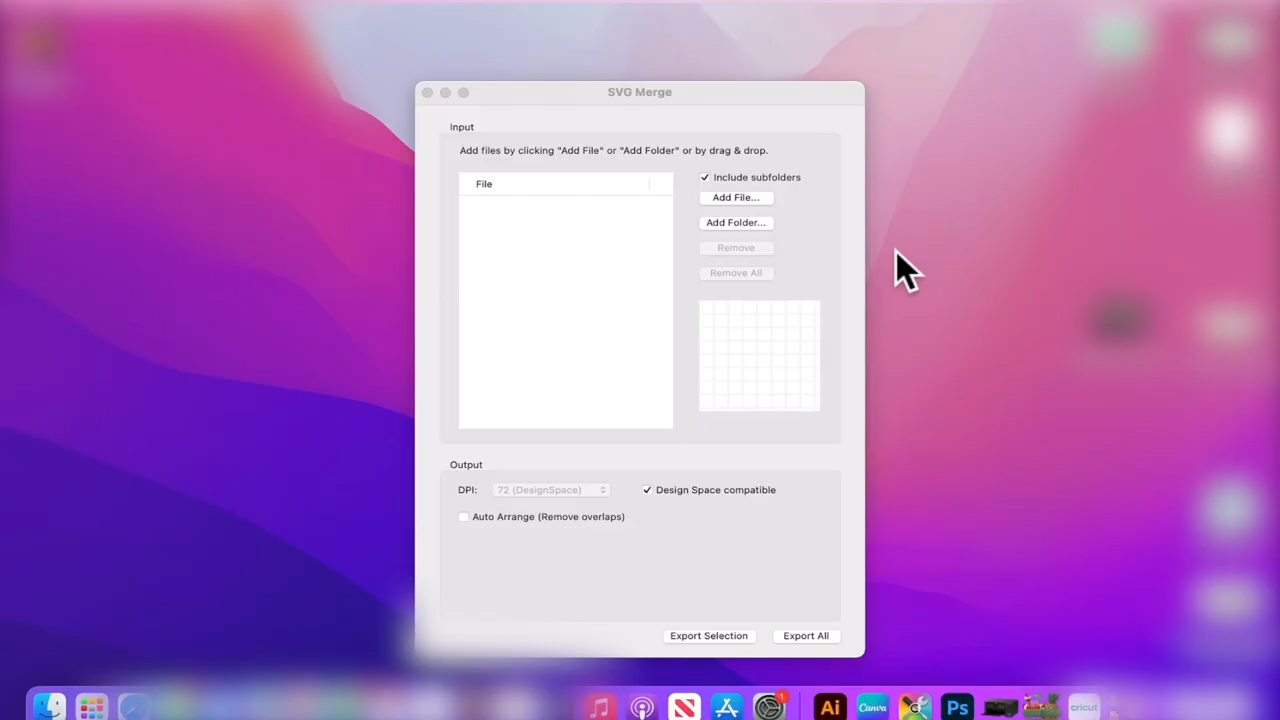 SVG Merge
Input
Add files by clicking "Add File" or "Add Folder" or by drag & drop.
File
Include subfolders
Add File...
Add Folder...
Remove
Remove All
Output
DPI: 72 (DesignSpace)
Design Space compatible
Auto Arrange (Remove overlaps)
Export Selection
Export All
1
Ai
Canva
Ps
cricut